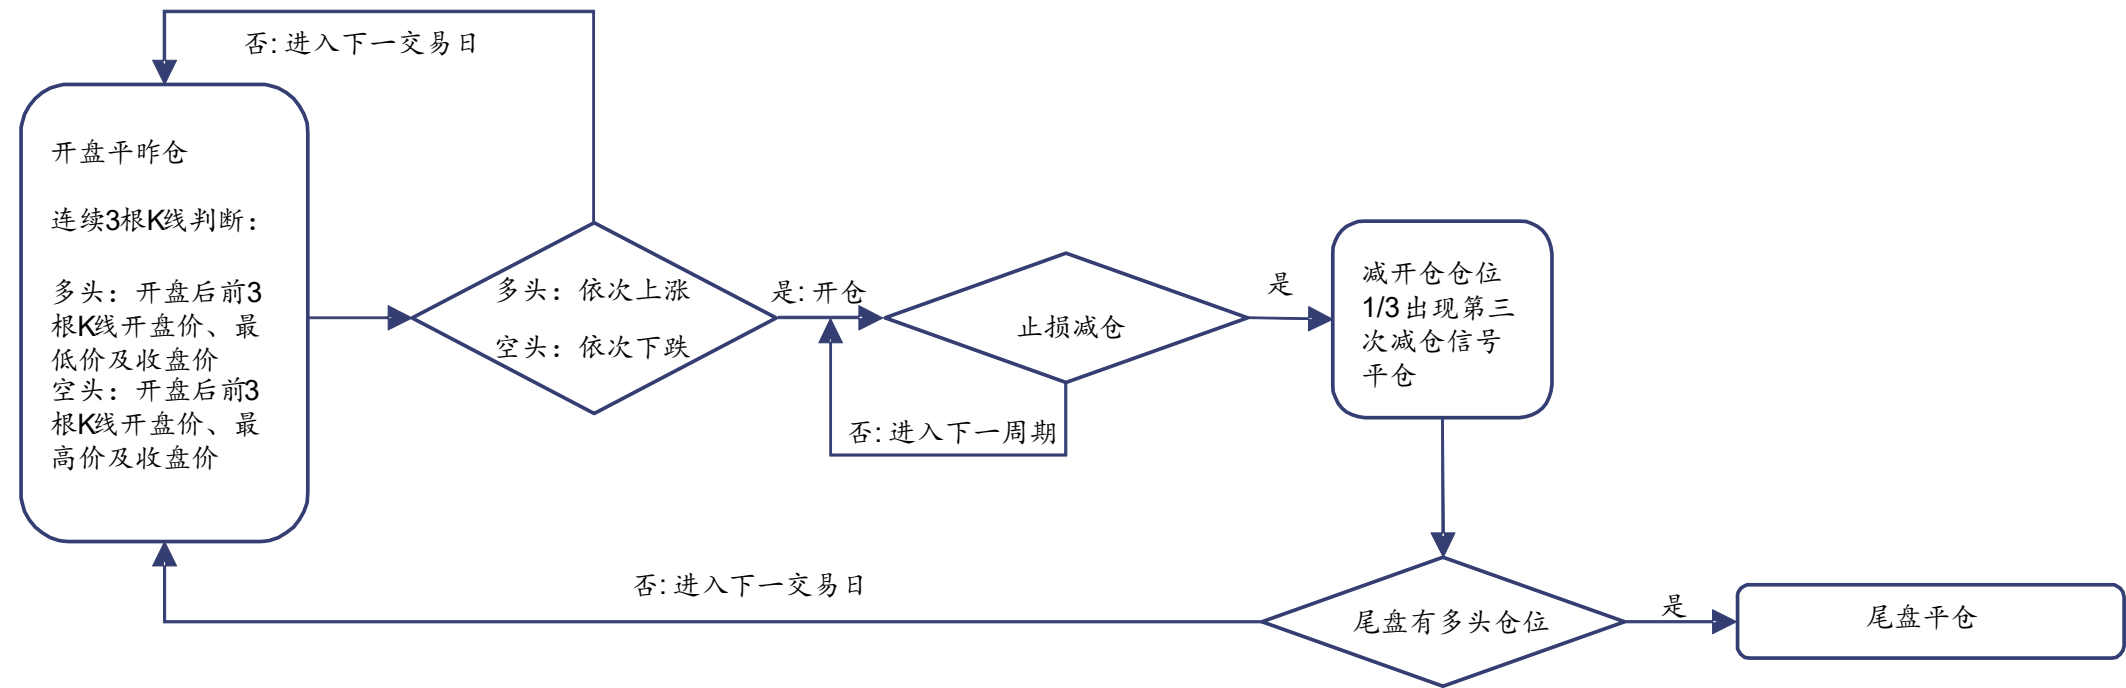 否: 进入下一交易日
开盘平昨仓
连续3根K线判断：
多头：开盘后前3
根K线开盘价、最
低价及收盘价
空头：开盘后前3
根K线开盘价、最
高价及收盘价
多头：依次上涨
空头：依次下跌
是: 开仓
止损减仓
否: 进入下一周期
是
减开仓仓位
1/3出现第三
次减仓信号
平仓
否: 进入下一交易日
尾盘有多头仓位
是
尾盘平仓